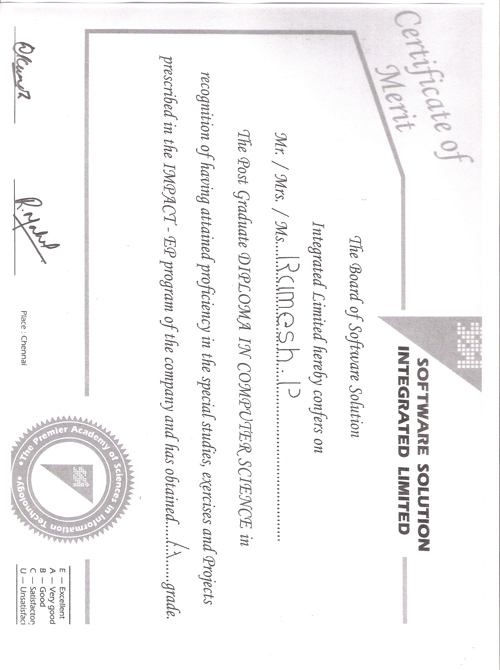 Certificate of
Merit
SOFTWARE SOLUTION
INTEGRATED LIMITED
The Board of Software Solution
Integrated Limited hereby confers on
Mr. / Mrs. / Ms....Ramesh.P..............................
The Post Graduate DIPLOMA IN COMPUTER SCIENCE in
recognition of having attained proficiency in the special studies, exercises and Projects
prescribed in the IMPACT - EP program of the company and has obtained.....A.......grade.
Place : Chennai
The Premier Academy of Sciences
in Information Technology
E — Excellent
A — Very good
B — Good
C — Satisfactor
U — Unsatisfact